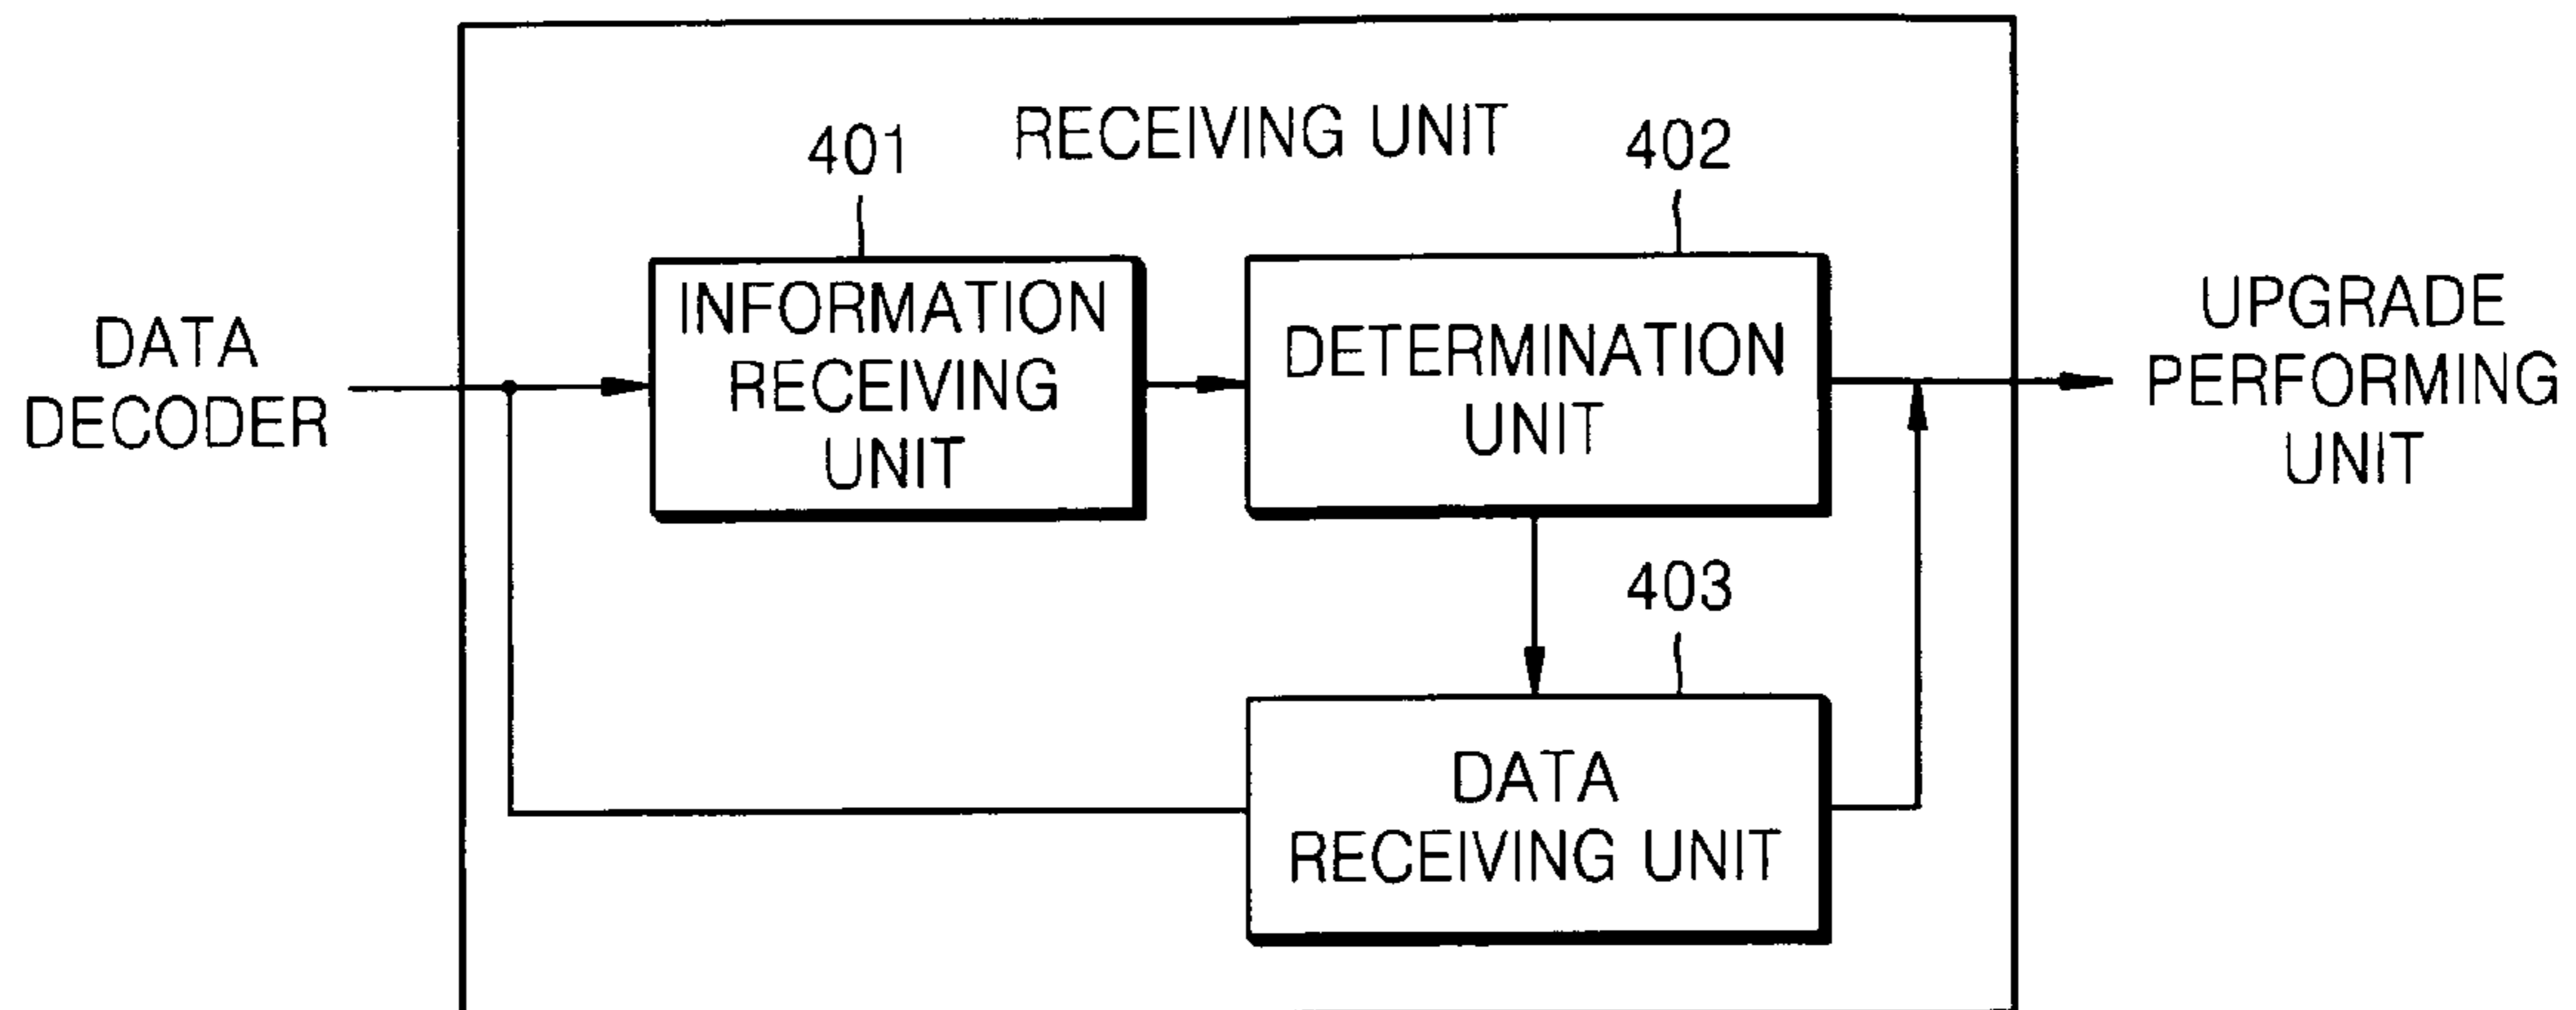 RECEIVING UNIT
401
402
DATA
DECODER
INFORMATION
RECEIVING
UNIT
DETERMINATION
UNIT
UPGRADE
PERFORMING
UNIT
403
DATA
RECEIVING UNIT